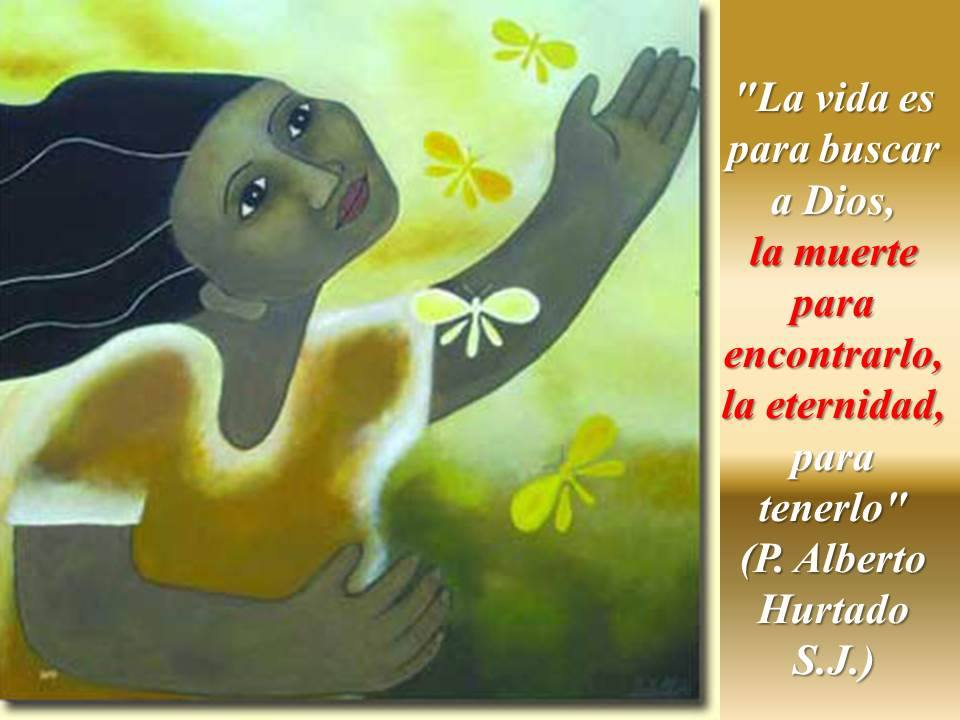 "La vida es
para buscar
a Dios,
la muerte
para
encontrarlo,
la eternidad,
para
tenerlo"
(P. Alberto
Hurtado
S.J.)